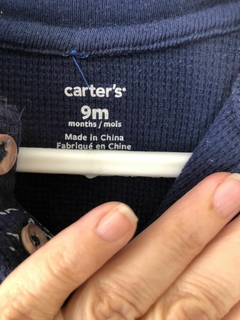 carter's
9m
months / mois
Made in China
Fabriqué en Chine